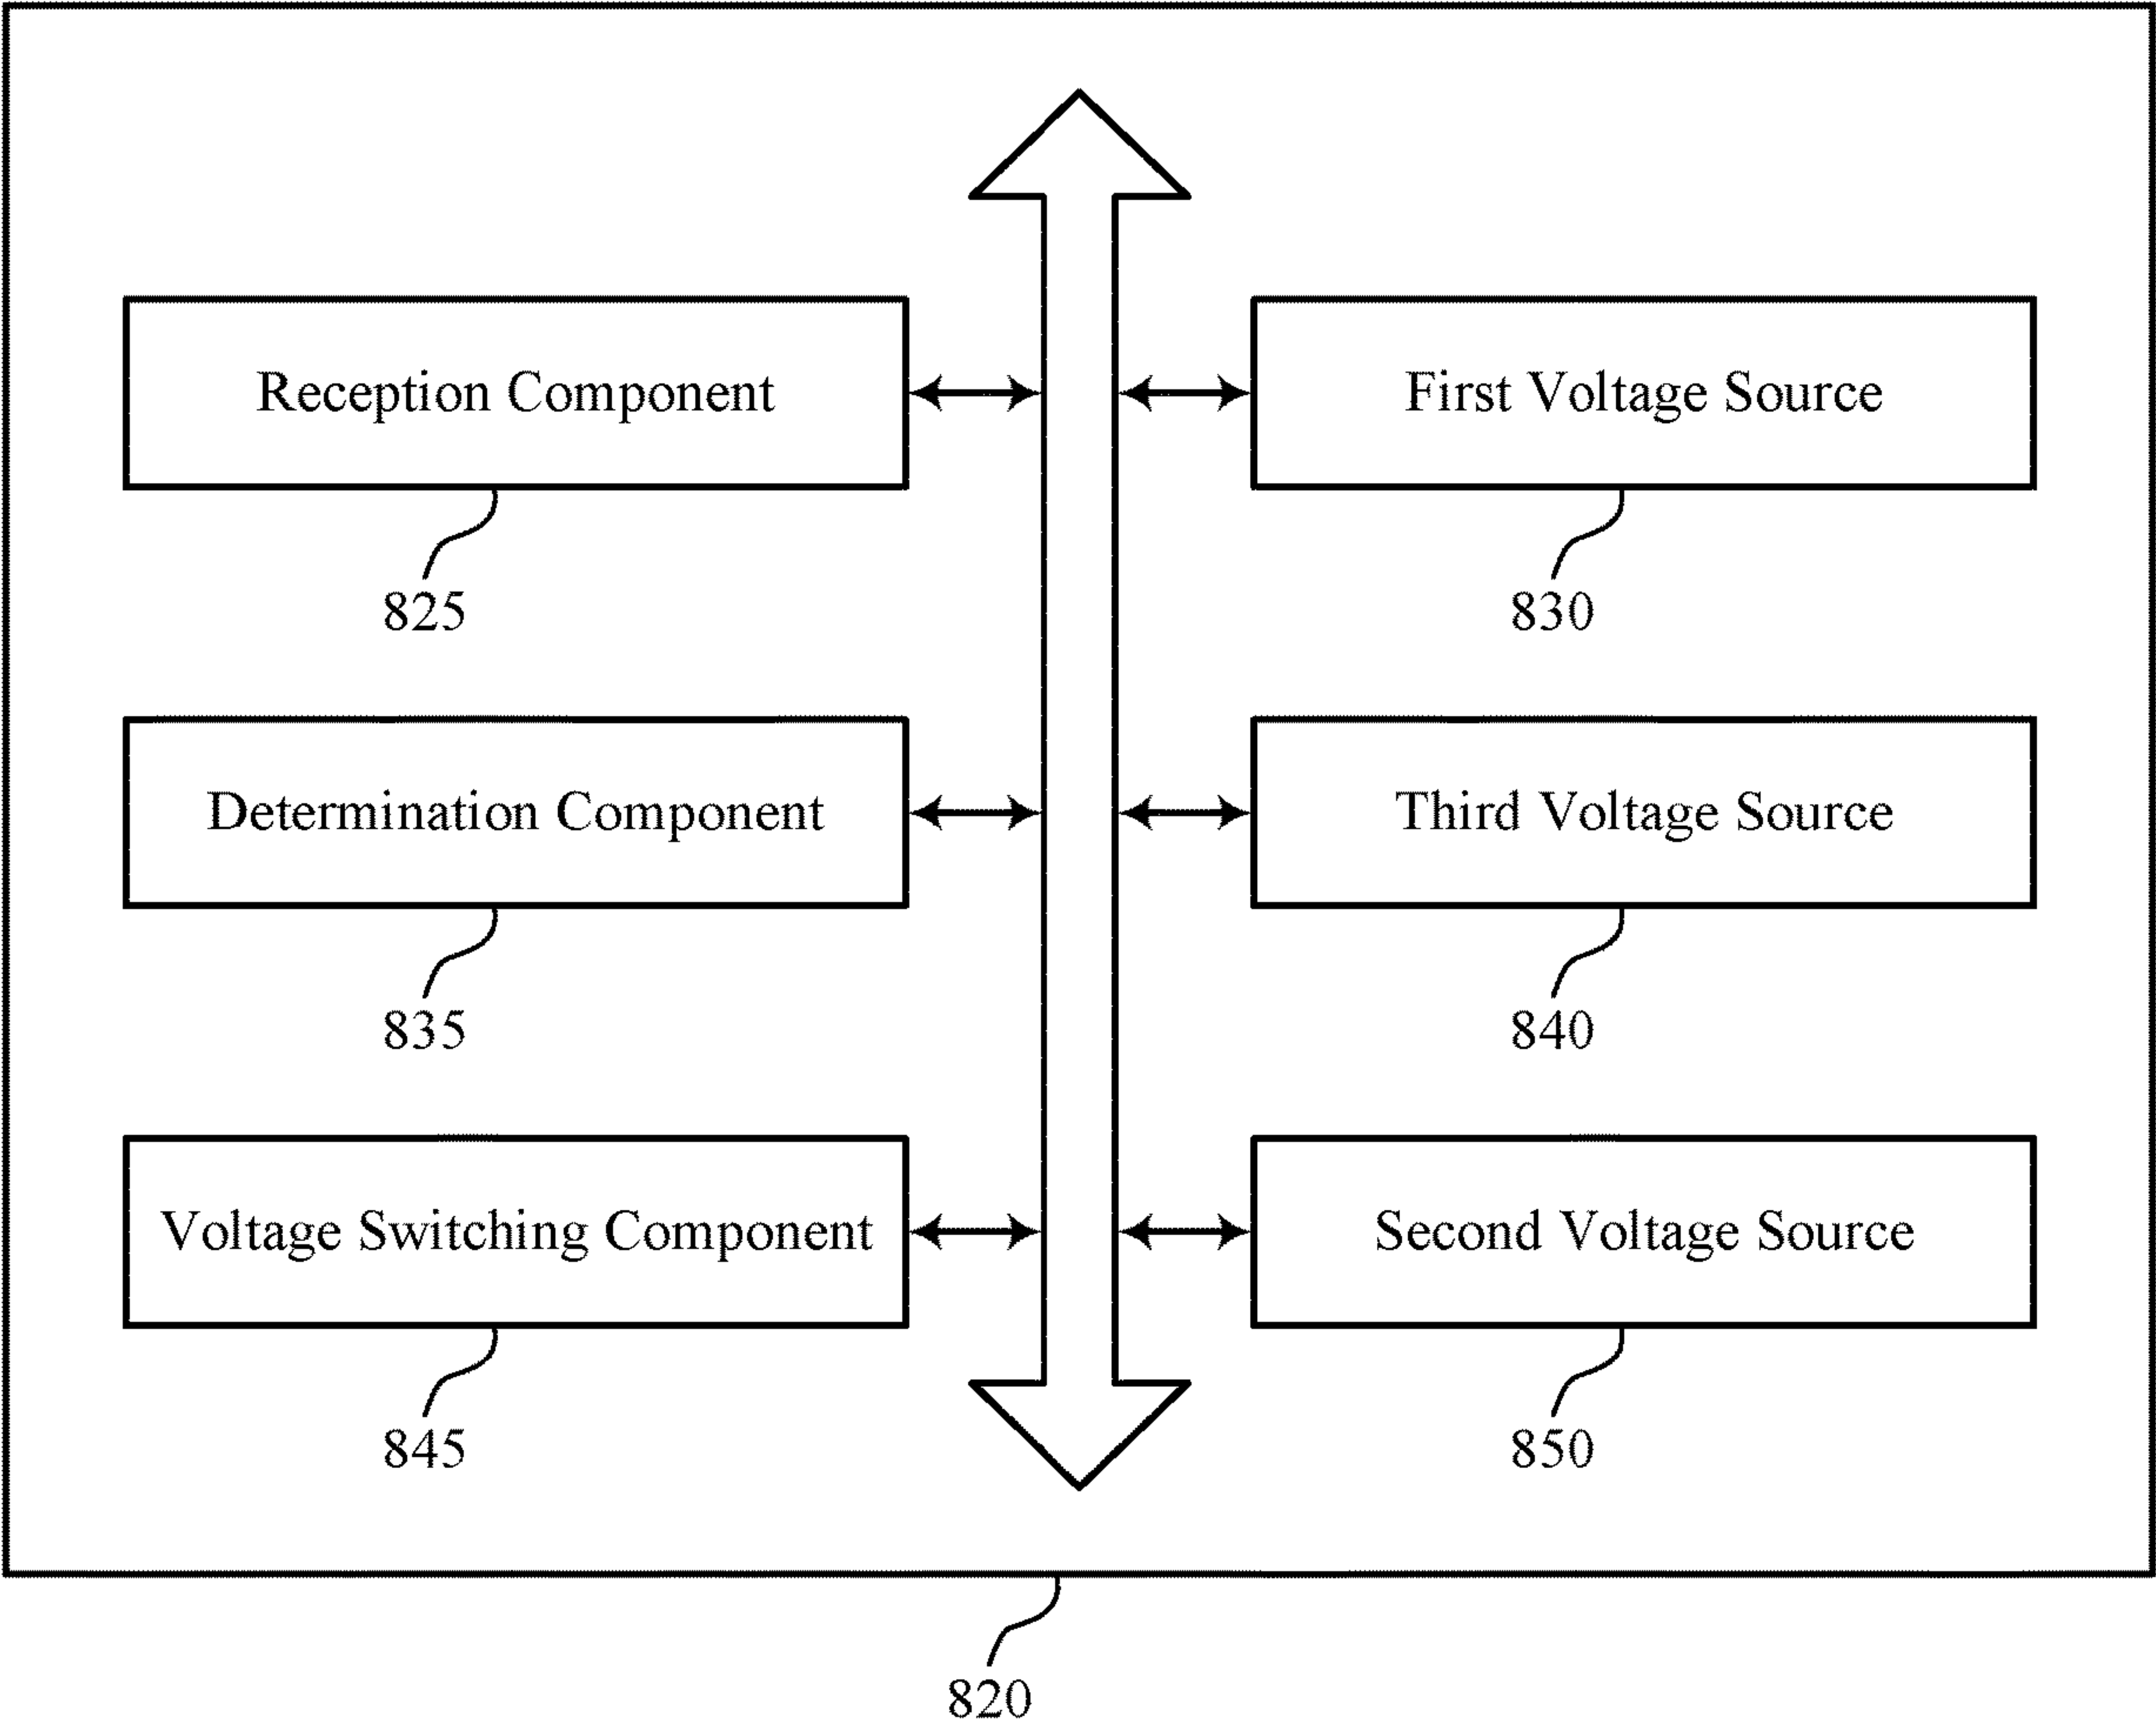 Reception Component
First Voltage Source
825
830
Determination Component
Third Voltage Source
835
840
Voltage Switching Component
Second Voltage Source
845
850
820